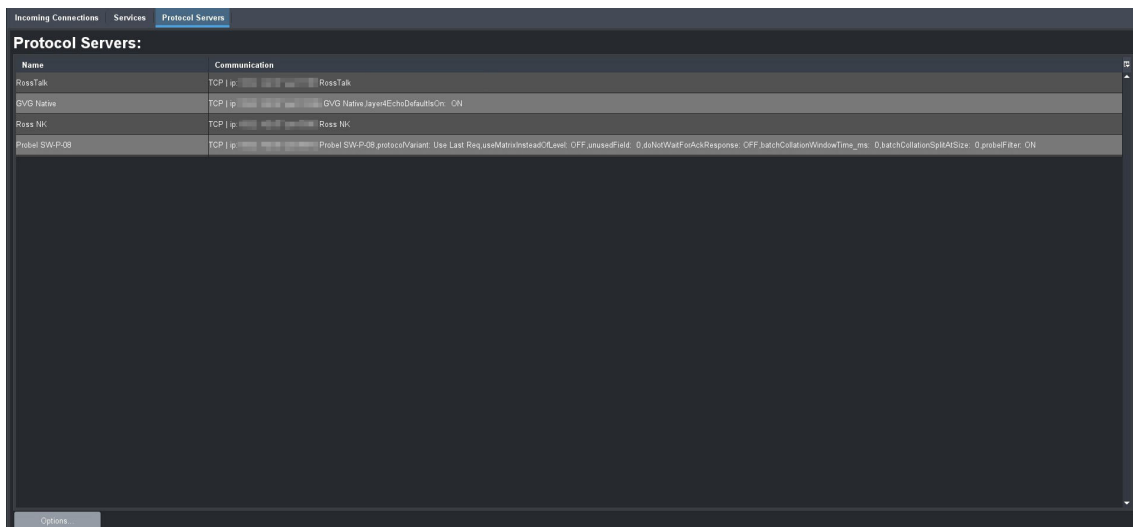 Incoming Connections Services Protocol Servers
Protocol Servers:
Name Communication
RossTalk TCP | ip: RossTalk
GVG Native TCP | ip: GVG Native,layer4EchoDefaultIsOn: ON
Ross NK TCP | ip: Ross NK
Probel SW-P-08 TCP | ip: Probel SW-P-08,protocolVariant: Use Last Req,useMatrixInsteadOfLevel: OFF,unusedField: 0,doNotWaitForAckResponse: OFF,batchCollationWindowTime_ms: 0,batchCollationSplitAtSize: 0,probelFilter: ON
Options...